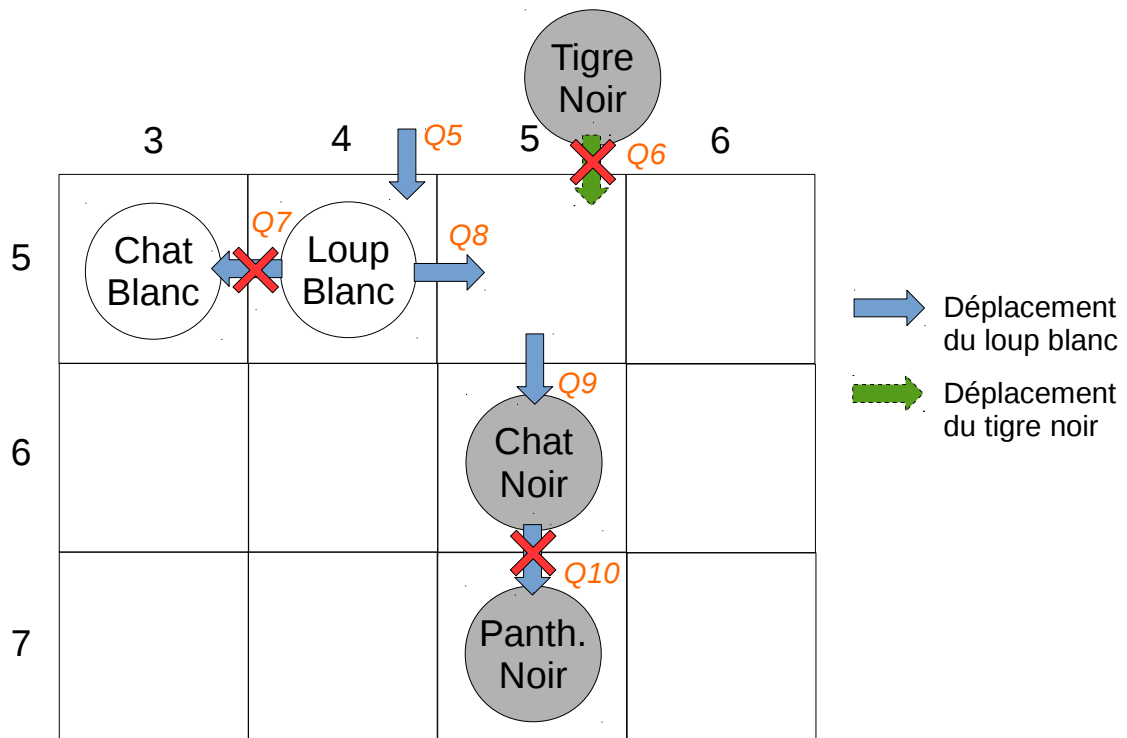 Tigre
Noir
3
4
Q5
5
Q6
6
5
Chat
Blanc
Q7
Loup
Blanc
Q8
Déplacement
du loup blanc
Q9
Déplacement
du tigre noir
6
Chat
Noir
Q10
7
Panth.
Noir